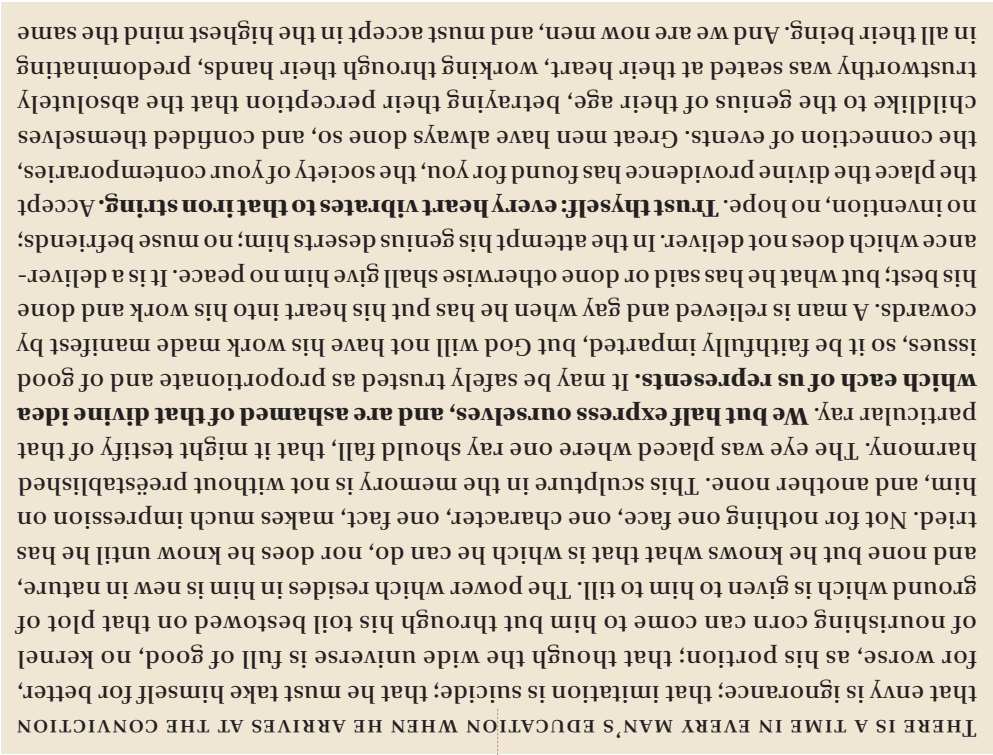 THERE IS A TIME IN EVERY MAN'S EDUCATION WHEN HE ARRIVES AT THE CONVICTION
that envy is ignorance; that imitation is suicide; that he must take himself for better,
for worse, as his portion; that though the wide universe is full of good, no kernel
of nourishing corn can come to him but through his toil bestowed on that plot of
ground which is given to him to till. The power which resides in him is new in nature,
and none but he knows what that is which he can do, nor does he know until he has
tried. Not for nothing one face, one character, one fact, makes much impression on
him, and another none. This sculpture in the memory is not without preëstablished
harmony. The eye was placed where one ray should fall, that it might testify of that
particular ray. We but half express ourselves, and are ashamed of that divine idea
which each of us represents. It may be safely trusted as proportionate and of good
issues, so it be faithfully imparted, but God will not have his work made manifest by
cowards. A man is relieved and gay when he has put his heart into his work and done
his best; but what he has said or done otherwise shall give him no peace. It is a deliver-
ance which does not deliver. In the attempt his genius deserts him; no muse befriends;
no invention, no hope. Trust thyself: every heart vibrates to that iron string. Accept
the place the divine providence has found for you, the society of your contemporaries,
the connection of events. Great men have always done so, and confided themselves
childlike to the genius of their age, betraying their perception that the absolutely
trustworthy was seated at their heart, working through their hands, predominating
in all their being. And we are now men, and must accept in the highest mind the same